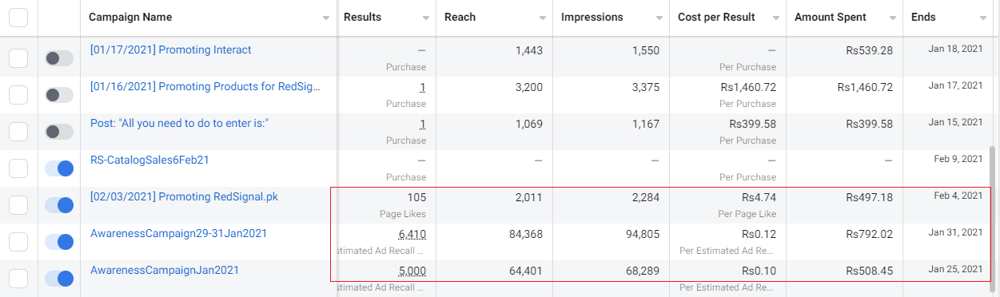 Campaign Name Results Reach Impressions Cost per Result Amount Spent Ends
[01/17/2021] Promoting Interact — 1,443 1,550 — Rs539.28 Jan 18, 2021
Purchase Per Purchase
[01/16/2021] Promoting Products for RedSig... 1 3,200 3,375 Rs1,460.72 Rs1,460.72 Jan 17, 2021
Purchase Per Purchase
Post: "All you need to do to enter is:" 1 1,069 1,167 Rs399.58 Rs399.58 Jan 15, 2021
Purchase Per Purchase
RS-CatalogSales6Feb21 — — — — — Feb 9, 2021
Purchase Per Purchase
[02/03/2021] Promoting RedSignal.pk 105 2,011 2,284 Rs4.74 Rs497.18 Feb 4, 2021
Page Likes Per Page Like
AwarenessCampaign29-31Jan2021 6,410 84,368 94,805 Rs0.12 Rs792.02 Jan 31, 2021
stimated Ad Recall ... Per Estimated Ad Re...
AwarenessCampaignJan2021 5,000 64,401 68,289 Rs0.10 Rs508.45 Jan 25, 2021
stimated Ad Recall ... Per Estimated Ad Re...